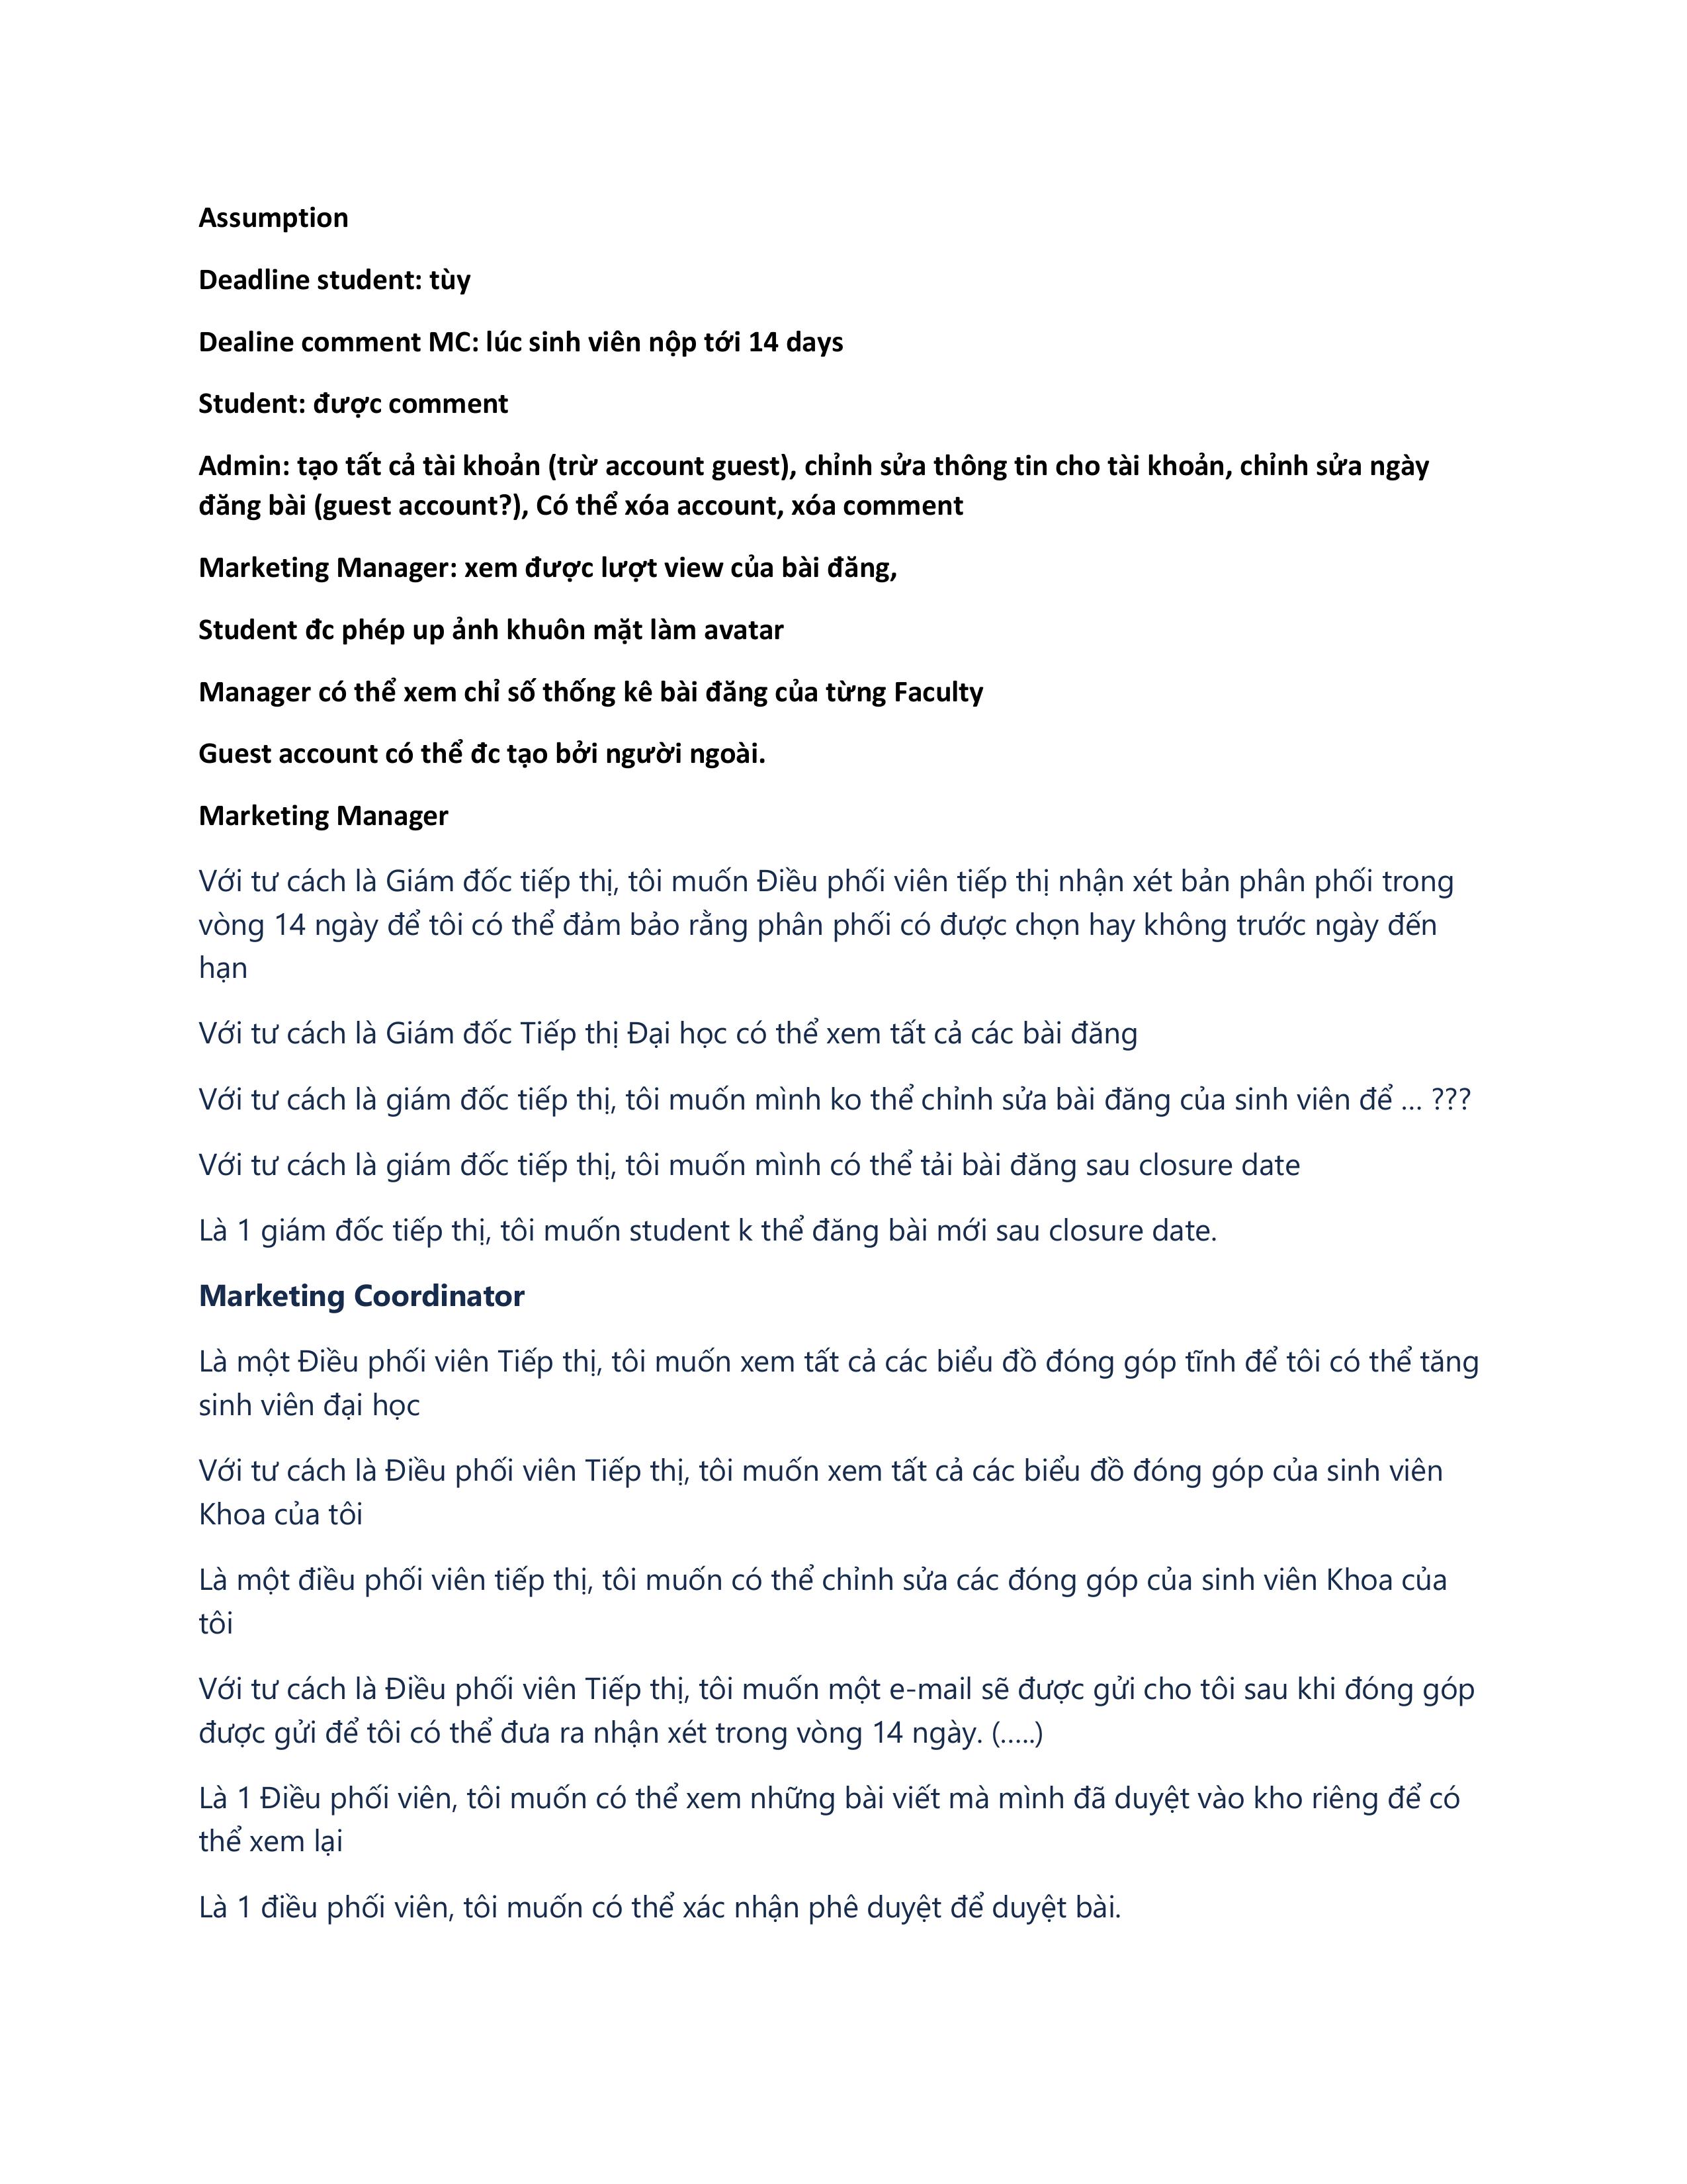 Assumption
Deadline student: tùy
Dealine comment MC: lúc sinh viên nộp tới 14 days
Student: được comment
Admin: tạo tất cả tài khoản (trừ account guest), chỉnh sửa thông tin cho tài khoản, chỉnh sửa ngày
đăng bài (guest account?), Có thể xóa account, xóa comment
Marketing Manager: xem được lượt view của bài đăng,
Student đc phép up ảnh khuôn mặt làm avatar
Manager có thể xem chỉ số thống kê bài đăng của từng Faculty
Guest account có thể đc tạo bởi người ngoài.
Marketing Manager
Với tư cách là Giám đốc tiếp thị, tôi muốn Điều phối viên tiếp thị nhận xét bản phân phối trong
vòng 14 ngày để tôi có thể đảm bảo rằng phân phối có được chọn hay không trước ngày đến
hạn
Với tư cách là Giám đốc Tiếp thị Đại học có thể xem tất cả các bài đăng
Với tư cách là giám đốc tiếp thị, tôi muốn mình ko thể chỉnh sửa bài đăng của sinh viên để … ???
Với tư cách là giám đốc tiếp thị, tôi muốn mình có thể tải bài đăng sau closure date
Là 1 giám đốc tiếp thị, tôi muốn student k thể đăng bài mới sau closure date.
Marketing Coordinator
Là một Điều phối viên Tiếp thị, tôi muốn xem tất cả các biểu đồ đóng góp tĩnh để tôi có thể tăng
sinh viên đại học
Với tư cách là Điều phối viên Tiếp thị, tôi muốn xem tất cả các biểu đồ đóng góp của sinh viên
Khoa của tôi
Là một điều phối viên tiếp thị, tôi muốn có thể chỉnh sửa các đóng góp của sinh viên Khoa của
tôi
Với tư cách là Điều phối viên Tiếp thị, tôi muốn một e-mail sẽ được gửi cho tôi sau khi đóng góp
được gửi để tôi có thể đưa ra nhận xét trong vòng 14 ngày. (…..)
Là 1 Điều phối viên, tôi muốn có thể xem những bài viết mà mình đã duyệt vào kho riêng để có
thể xem lại
Là 1 điều phối viên, tôi muốn có thể xác nhận phê duyệt để duyệt bài.